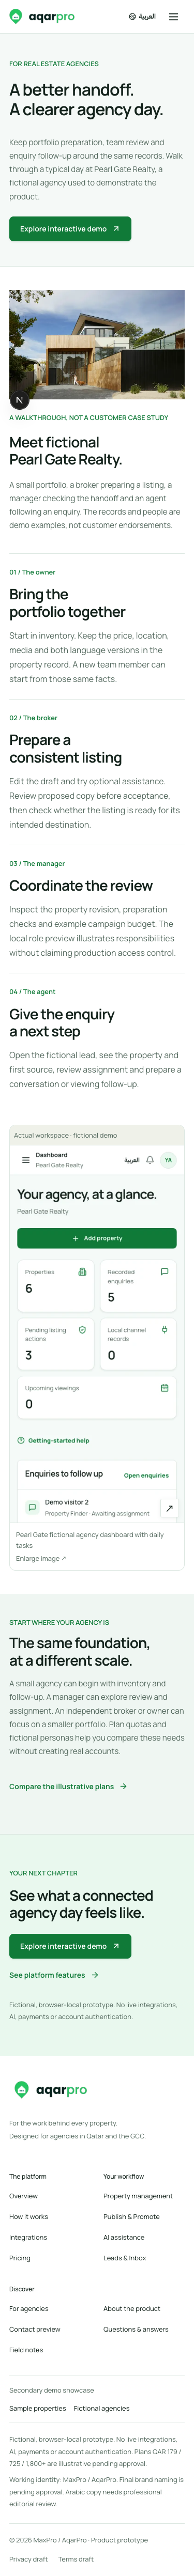 aqarpro
العربية
FOR REAL ESTATE AGENCIES
A better handoff.
A clearer agency day.
Keep portfolio preparation, team review and
enquiry follow-up around the same records. Walk
through a typical day at Pearl Gate Realty, a
fictional agency used to demonstrate the
product.
Explore interactive demo
N
A WALKTHROUGH, NOT A CUSTOMER CASE STUDY
Meet fictional
Pearl Gate Realty.
A small portfolio, a broker preparing a listing, a
manager checking the handoff and an agent
following an enquiry. The records and people are
demo examples, not customer endorsements.
01 / The owner
Bring the
portfolio together
Start in inventory. Keep the price, location,
media and both language versions in the
property record. A new team member can
start from those same facts.
02 / The broker
Prepare a
consistent listing
Edit the draft and try optional assistance.
Review proposed copy before acceptance,
then check whether the listing is ready for its
intended destination.
03 / The manager
Coordinate the review
Inspect the property revision, preparation
checks and example campaign budget. The
local role preview illustrates responsibilities
without claiming production access control.
04 / The agent
Give the enquiry
a next step
Open the fictional lead, see the property and
first source, review assignment and prepare a
conversation or viewing follow-up.
Actual workspace · fictional demo
Dashboard
Pearl Gate Realty
العربية
YA
Your agency, at a glance.
Pearl Gate Realty
Add property
Properties
6
Recorded
enquiries
5
Pending listing
actions
3
Local channel
records
0
Upcoming viewings
0
Getting-started help
Enquiries to follow up
Open enquiries
Demo visitor 2
Property Finder · Awaiting assignment
Pearl Gate fictional agency dashboard with daily
tasks
Enlarge image ↗
START WHERE YOUR AGENCY IS
The same foundation,
at a different scale.
A small agency can begin with inventory and
follow-up. A manager can explore review and
assignment. An independent broker or owner can
focus on a smaller portfolio. Plan quotas and
fictional personas help you compare these needs
without creating real accounts.
Compare the illustrative plans →
YOUR NEXT CHAPTER
See what a connected
agency day feels like.
Explore interactive demo
See platform features →
Fictional, browser-local prototype. No live integrations,
AI, payments or account authentication.
aqarpro
For the work behind every property.
Designed for agencies in Qatar and the GCC.
The platform
Overview
How it works
Integrations
Pricing
Your workflow
Property management
Publish & Promote
AI assistance
Leads & Inbox
Discover
For agencies
Contact preview
Field notes
About the product
Questions & answers
Secondary demo showcase
Sample properties
Fictional agencies
Fictional, browser-local prototype. No live integrations,
AI, payments or account authentication. Plans QAR 179 /
725 / 1,800+ are illustrative pending approval.
Working identity: MaxPro / AqarPro. Final brand naming is
pending approval. Arabic copy needs professional
editorial review.
© 2026 MaxPro / AqarPro · Product prototype
Privacy draft
Terms draft